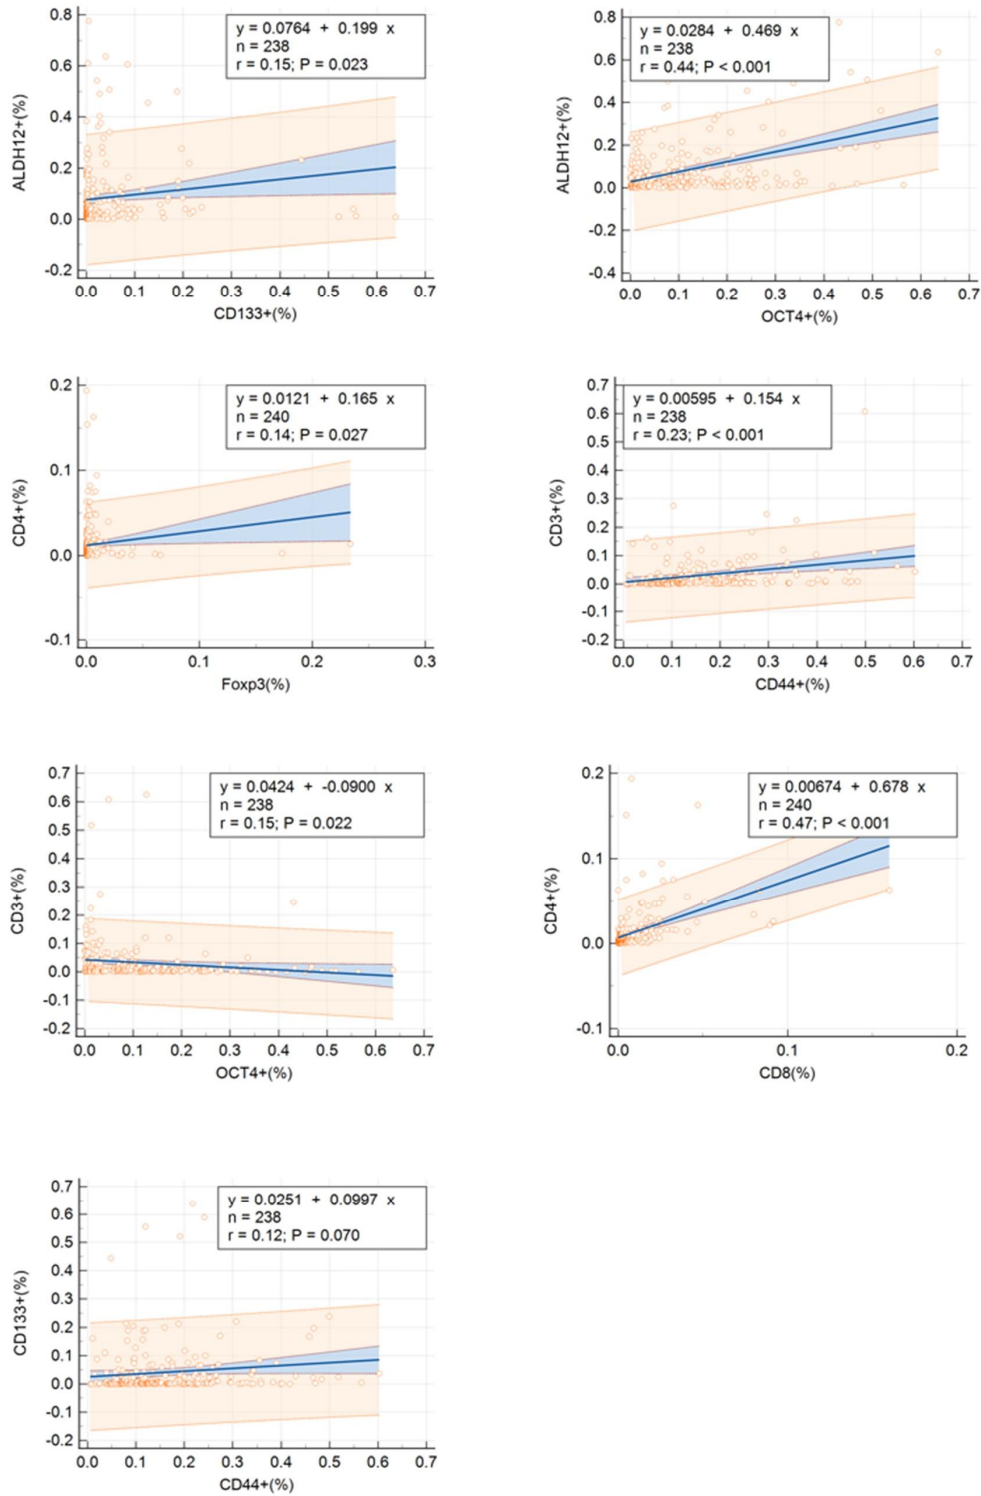 y = 0.0764 + 0.199 x
n = 238
r = 0.15; P = 0.023
ALDH12+(%)
0.8
0.6
0.4
0.2
0.0
-0.2
0.0 0.1 0.2 0.3 0.4 0.5 0.6 0.7
CD133+(%)
y = 0.0284 + 0.469 x
n = 238
r = 0.44; P < 0.001
ALDH12+(%)
0.8
0.6
0.4
0.2
0.0
-0.2
-0.4
0.0 0.1 0.2 0.3 0.4 0.5 0.6 0.7
OCT4+(%)
y = 0.0121 + 0.165 x
n = 240
r = 0.14; P = 0.027
CD4+(%)
0.2
0.1
0.0
-0.1
0.0 0.1 0.2 0.3
Foxp3(%)
y = 0.00595 + 0.154 x
n = 238
r = 0.23; P < 0.001
CD3+(%)
0.7
0.6
0.5
0.4
0.3
0.2
0.1
0.0
-0.1
-0.2
0.0 0.1 0.2 0.3 0.4 0.5 0.6 0.7
CD44+(%)
y = 0.0424 + -0.0900 x
n = 238
r = 0.15; P = 0.022
CD3+(%)
0.7
0.6
0.5
0.4
0.3
0.2
0.1
0.0
-0.1
-0.2
0.0 0.1 0.2 0.3 0.4 0.5 0.6 0.7
OCT4+(%)
y = 0.00674 + 0.678 x
n = 240
r = 0.47; P < 0.001
CD4+(%)
0.2
0.1
0.0
-0.1
0.0 0.1 0.2
CD8(%)
y = 0.0251 + 0.0997 x
n = 238
r = 0.12; P = 0.070
CD133+(%)
0.7
0.6
0.5
0.4
0.3
0.2
0.1
0.0
-0.1
-0.2
0.0 0.1 0.2 0.3 0.4 0.5 0.6 0.7
CD44+(%)